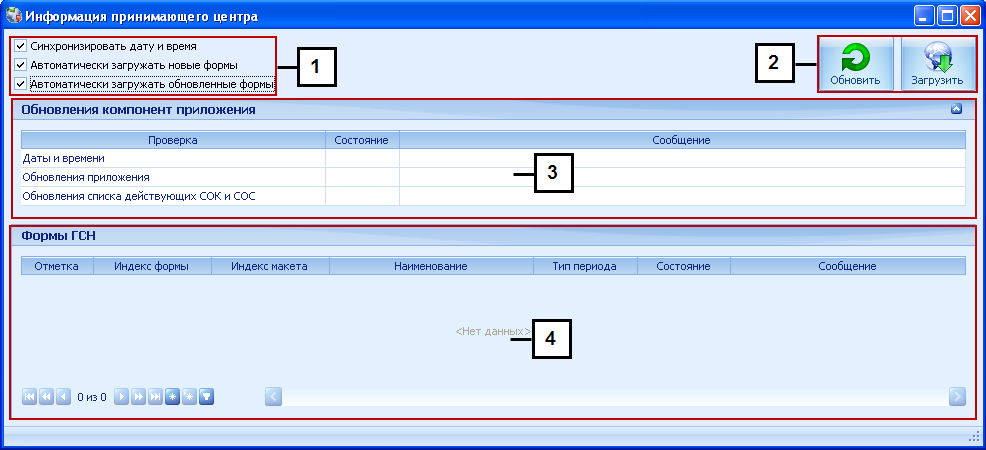 Информация принимающего центра
Синхронизировать дату и время
Автоматически загружать новые формы
Автоматически загружать обновленные формы
1
2
Обновить
Загрузить
Обновления компонент приложения
Проверка Состояние Сообщение
Даты и времени
Обновления приложения
Обновления списка действующих СОК и СОС
3
Формы ГСН
Отметка Индекс формы Индекс макета Наименование Тип периода Состояние Сообщение
<Нет данных>
4
0 из 0